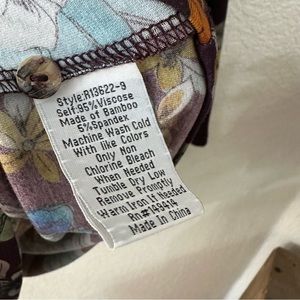 Style:R13622-9
Self:95%Viscose
Made of Bamboo
5%Spandex
Machine Wash Cold
With like Colors
Only Non
Chlorine Bleach
When Needed
Tumble Dry Low
Remove Promptly
Warm Iron If Needed
Rn#149414
Made In China